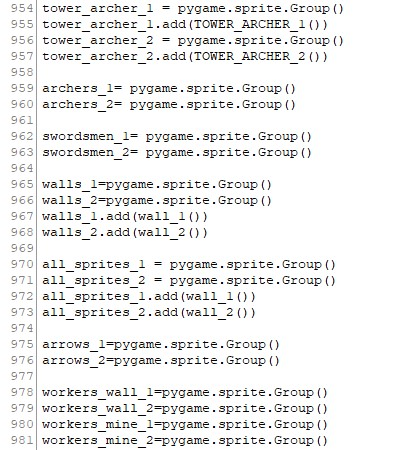 954 tower_archer_1 = pygame.sprite.Group()
955 tower_archer_1.add(TOWER_ARCHER_1())
956 tower_archer_2 = pygame.sprite.Group()
957 tower_archer_2.add(TOWER_ARCHER_2())
958
959 archers_1= pygame.sprite.Group()
960 archers_2= pygame.sprite.Group()
961
962 swordsmen_1= pygame.sprite.Group()
963 swordsmen_2= pygame.sprite.Group()
964
965 walls_1=pygame.sprite.Group()
966 walls_2=pygame.sprite.Group()
967 walls_1.add(wall_1())
968 walls_2.add(wall_2())
969
970 all_sprites_1 = pygame.sprite.Group()
971 all_sprites_2 = pygame.sprite.Group()
972 all_sprites_1.add(wall_1())
973 all_sprites_2.add(wall_2())
974
975 arrows_1=pygame.sprite.Group()
976 arrows_2=pygame.sprite.Group()
977
978 workers_wall_1=pygame.sprite.Group()
979 workers_wall_2=pygame.sprite.Group()
980 workers_mine_1=pygame.sprite.Group()
981 workers_mine_2=pygame.sprite.Group()